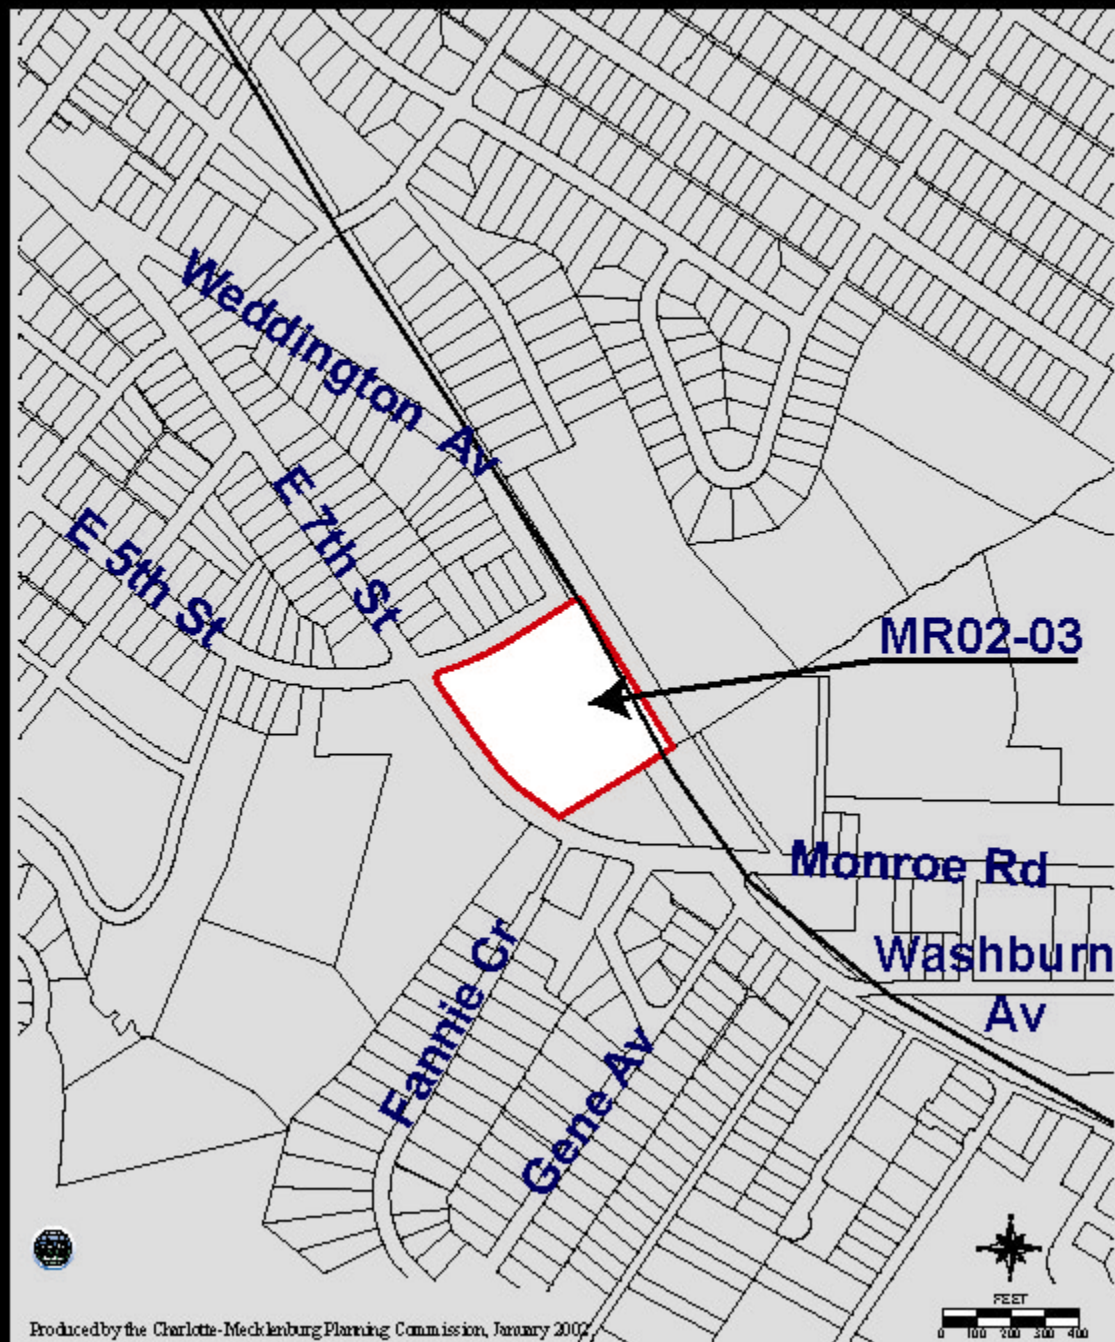 Weddington Av
E 7th St
E 5th St
MR02-03
Monroe Rd
Washburn
Av
Fannie Cr
Gene Av
FEET
0 100 200 300 400
Produced by the Charlotte-Mecklenburg Planning Commission, January 2002